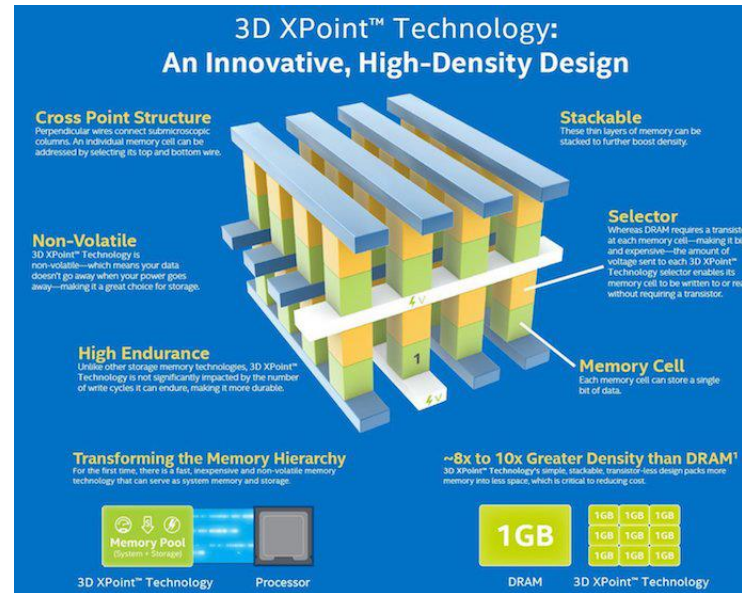 3D XPoint™ Technology:
An Innovative, High-Density Design
Cross Point Structure
Perpendicular wires connect submicroscopic
columns. An individual memory cell can be
addressed by selecting its top and bottom wire.
Stackable
These thin layers of memory can be
stacked to further boost density.
Non-Volatile
3D XPoint™ Technology is
non-volatile—which means your data
doesn't go away when your power goes
away—making it a great choice for storage.
Selector
Whereas DRAM requires a
at each memory cell—making it
and expensive—the amount of
voltage sent to each 3D XPoint™
Technology selector enables its
memory cell to be written to or
without requiring a transistor.
High Endurance
Unlike other storage memory technologies, 3D XPoint™
Technology is not significantly impacted by the number
of write cycles it can endure, making it more durable.
Memory Cell
Each memory cell can store a single
bit of data.
V
1
V
Transforming the Memory Hierarchy
For the first time, there is a fast, inexpensive and non-volatile memory
technology that can serve as system memory and storage.
~8x to 10x Greater Density than DRAM¹
3D XPoint™ Technology's simple, stackable, transistor-less design packs more
memory into less space, which is critical to reducing cost.
Memory Pool
(System + Storage)
3D XPoint™ Technology
Processor
1GB
DRAM
1GB 1GB 1GB
1GB 1GB 1GB
1GB 1GB 1GB
3D XPoint™ Technology